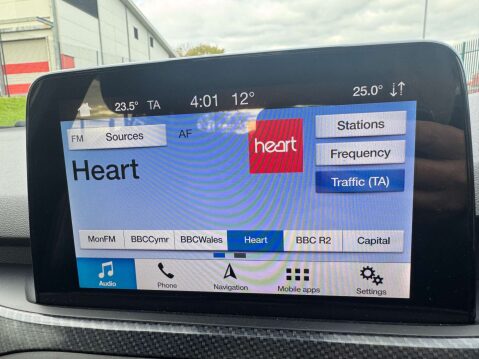 23.5° TA 4:01 12° 25.0°
FM Sources AF
heart
Stations
Heart
Frequency
Traffic (TA)
MonFM BBCCymr BBCWales Heart BBC R2 Capital
Audio Phone Navigation Mobile apps Settings